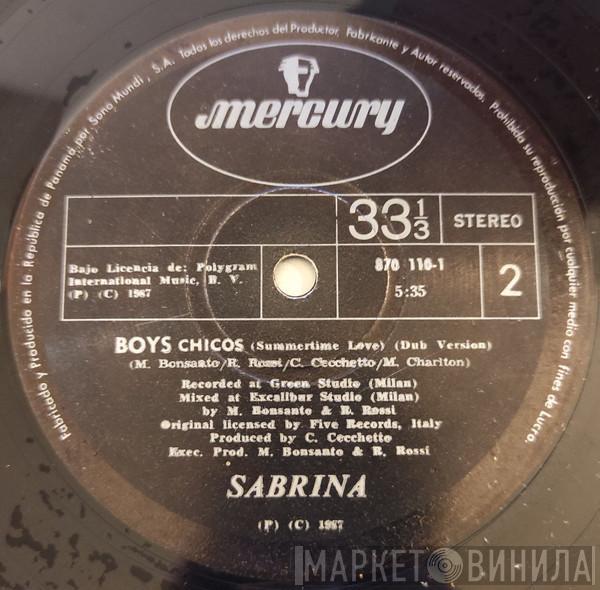 Fabricado y Producido en la República de Panamá por Sono Mundi, S.A. Todos los derechos del Productor, Fabricante y Autor reservados. Prohibida su reproducción por cualquier medio con fines de Lucro.
mercury
33 1/3
STEREO
Bajo Licencia de: Polygram
International Music, B. V.
(P) (C) 1987
870 110-1
5:35
2
BOYS CHICOS (Summertime Love) (Dub Version)
(M. Bonsanto/R. Rossi/C. Cecchetto/M. Charlton)
Recorded at Green Studio (Milan)
Mixed at Excalibur Studio (Milan)
by M. Bonsanto & R. Rossi
Original licensed by Five Records, Italy
Produced by C. Cecchetto
Exec. Prod. M. Bonsanto & R. Rossi
SABRINA
(P) (C) 1987
МАРКЕТ ВИНИЛА